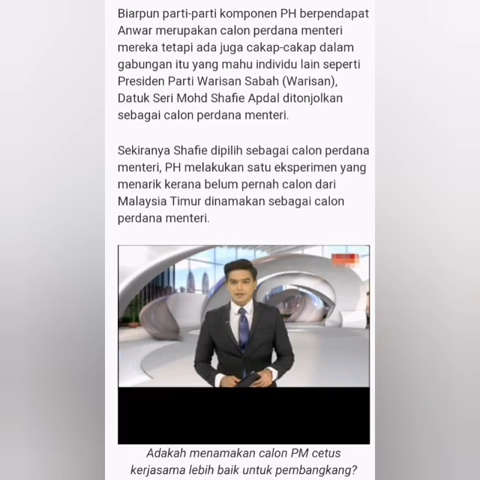 Biarpun parti-parti komponen PH berpendapat
Anwar merupakan calon perdana menteri
mereka tetapi ada juga cakap-cakap dalam
gabungan itu yang mahu individu lain seperti
Presiden Parti Warisan Sabah (Warisan),
Datuk Seri Mohd Shafie Apdal ditonjolkan
sebagai calon perdana menteri.
Sekiranya Shafie dipilih sebagai calon perdana
menteri, PH melakukan satu eksperimen yang
menarik kerana belum pernah calon dari
Malaysia Timur dinamakan sebagai calon
perdana menteri.
Adakah menamakan calon PM cetus
kerjasama lebih baik untuk pembangkang?